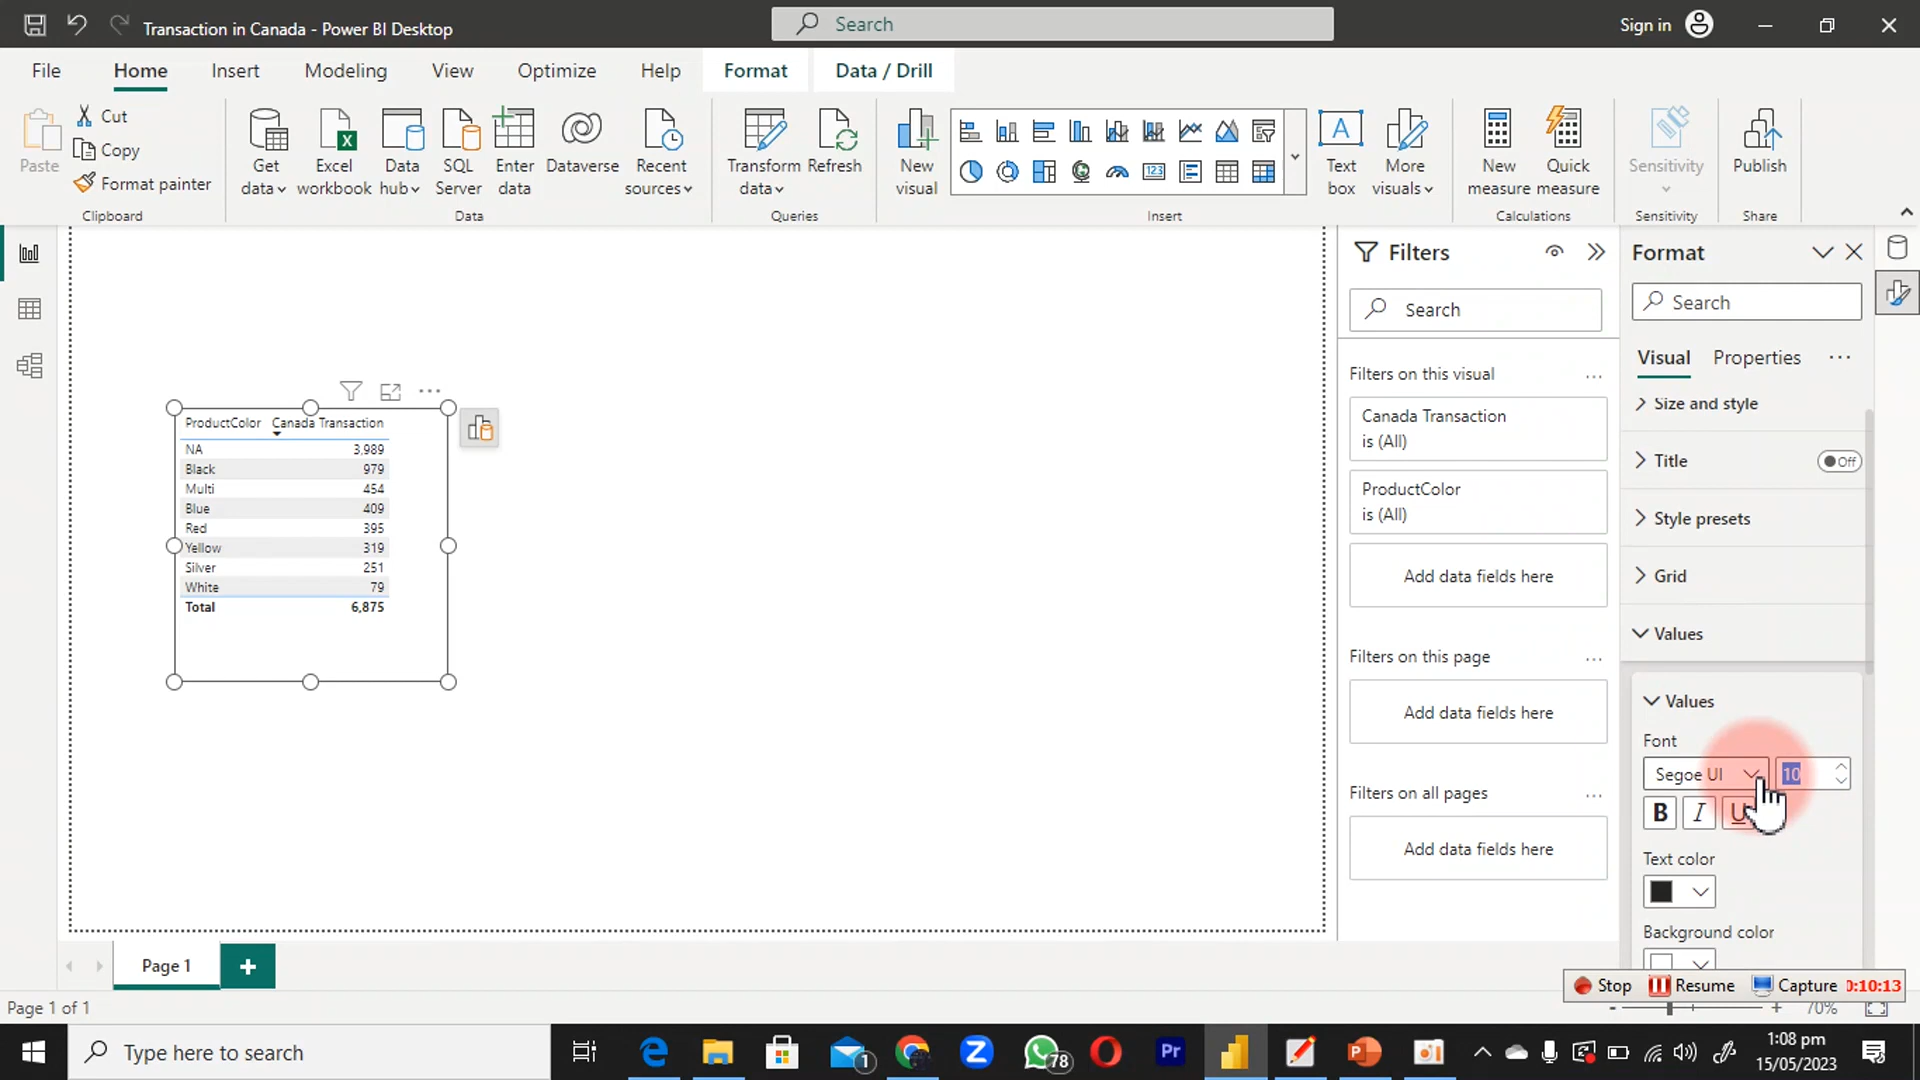 Transaction in Canada - Power BI Desktop
Search
Sign in
File
Home
Insert
Modeling
View
Optimize
Help
Format
Data / Drill
Paste
Cut
Copy
Format painter
Clipboard
Get data
Excel workbook
Data hub
SQL Server
Enter data
Dataverse
Recent sources
Data
Transform data
Refresh
Queries
New visual
123
A
Text box
More visuals
Insert
New measure
Quick measure
Calculations
Sensitivity
Sensitivity
Publish
Share
ProductColor Canada Transaction
NA 3,989
Black 979
Multi 454
Blue 409
Red 395
Yellow 319
Silver 251
White 79
Total 6,875
Filters
Search
Filters on this visual
Canada Transaction
is (All)
ProductColor
is (All)
Add data fields here
Filters on this page
Add data fields here
Filters on all pages
Add data fields here
Format
Search
Visual
Properties
Size and style
Title
Off
Style presets
Grid
Values
Values
Font
Segoe UI
10
B
I
U
Text color
Background color
Stop
Resume
Capture
0:10:13
Page 1
Page 1 of 1
70%
Type here to search
1
78
Pr
1:08 pm
15/05/2023